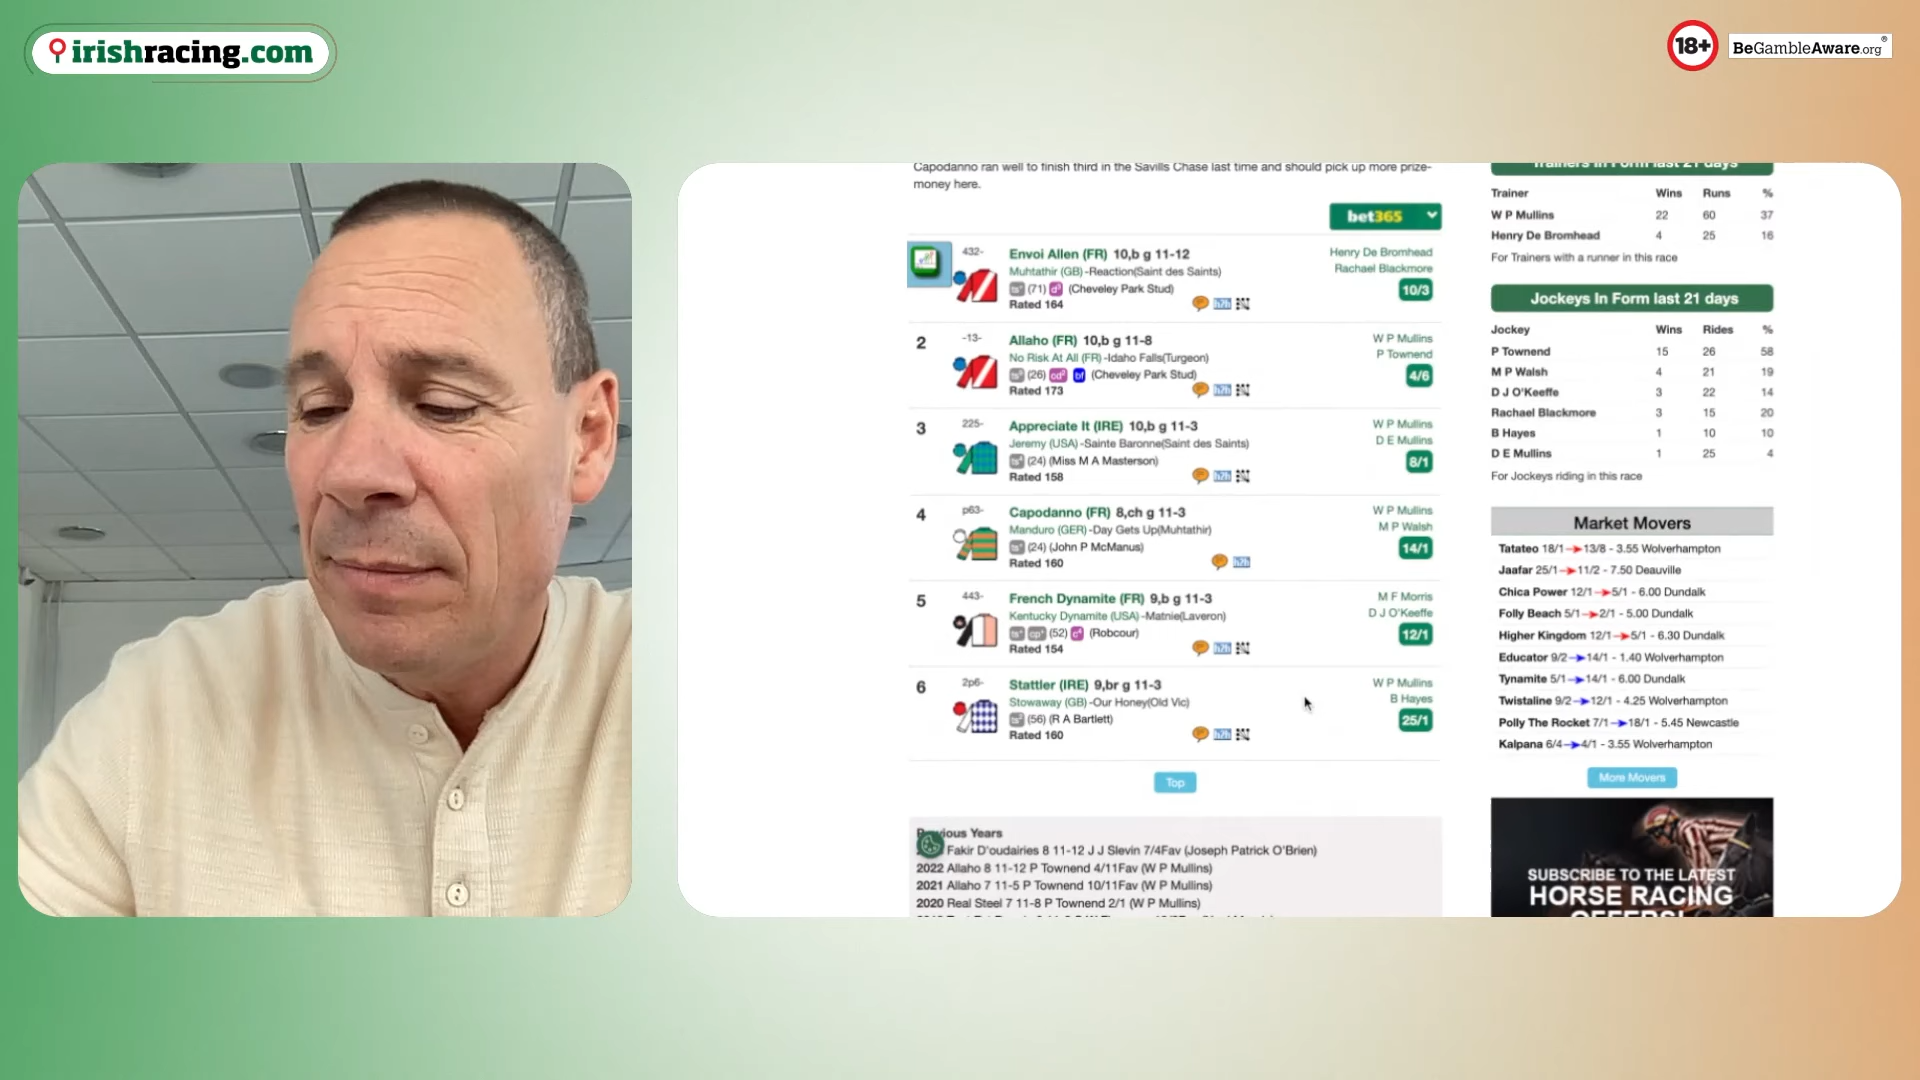 irishracing.com
18+
BeGambleAware.org®
Capodanno ran well to finish third in the Savills Chase last time and should pick up more prize-
money here.
bet365
432-
Envoi Allen (FR) 10,b g 11-12
Muhtathir (GB) -Reaction(Saint des Saints)
(71) (Cheveley Park Stud)
Rated 164
h2h
Henry De Bromhead
Rachael Blackmore
10/3
2
-13-
Allaho (FR) 10,b g 11-8
No Risk At All (FR) -Idaho Falls(Turgeon)
(26) cd bf (Cheveley Park Stud)
Rated 173
h2h
W P Mullins
P Townend
4/6
3
225-
Appreciate It (IRE) 10,b g 11-3
Jeremy (USA) -Sainte Baronne(Saint des Saints)
(24) (Miss M A Masterson)
Rated 158
h2h
W P Mullins
D E Mullins
8/1
4
p63-
Capodanno (FR) 8,ch g 11-3
Manduro (GER) -Day Gets Up(Muhtathir)
(24) (John P McManus)
Rated 160
h2h
W P Mullins
M P Walsh
14/1
5
443-
French Dynamite (FR) 9,b g 11-3
Kentucky Dynamite (USA) -Matnie(Laveron)
(52) (Robcour)
Rated 154
h2h
M F Morris
D J O'Keeffe
12/1
6
2p6-
Stattler (IRE) 9,br g 11-3
Stowaway (GB) -Our Honey(Old Vic)
(56) (R A Bartlett)
Rated 160
h2h
W P Mullins
B Hayes
25/1
Top
Previous Years
Fakir D'oudairies 8 11-12 J J Slevin 7/4Fav (Joseph Patrick O'Brien)
2022 Allaho 8 11-12 P Townend 4/11Fav (W P Mullins)
2021 Allaho 7 11-5 P Townend 10/11Fav (W P Mullins)
2020 Real Steel 7 11-8 P Townend 2/1 (W P Mullins)
Trainers In Form last 21 days
Trainer Wins Runs %
W P Mullins 22 60 37
Henry De Bromhead 4 25 16
For Trainers with a runner in this race
Jockeys In Form last 21 days
Jockey Wins Rides %
P Townend 15 26 58
M P Walsh 4 21 19
D J O'Keeffe 3 22 14
Rachael Blackmore 3 15 20
B Hayes 1 10 10
D E Mullins 1 25 4
For Jockeys riding in this race
Market Movers
Tatateo 18/1 13/8 - 3.55 Wolverhampton
Jaafar 25/1 11/2 - 7.50 Deauville
Chica Power 12/1 5/1 - 6.00 Dundalk
Folly Beach 5/1 2/1 - 5.00 Dundalk
Higher Kingdom 12/1 5/1 - 6.30 Dundalk
Educator 9/2 14/1 - 1.40 Wolverhampton
Tynamite 5/1 14/1 - 6.00 Dundalk
Twistaline 9/2 12/1 - 4.25 Wolverhampton
Polly The Rocket 7/1 18/1 - 5.45 Newcastle
Kalpana 6/4 4/1 - 3.55 Wolverhampton
More Movers
SUBSCRIBE TO THE LATEST
HORSE RACING
OFFERS!